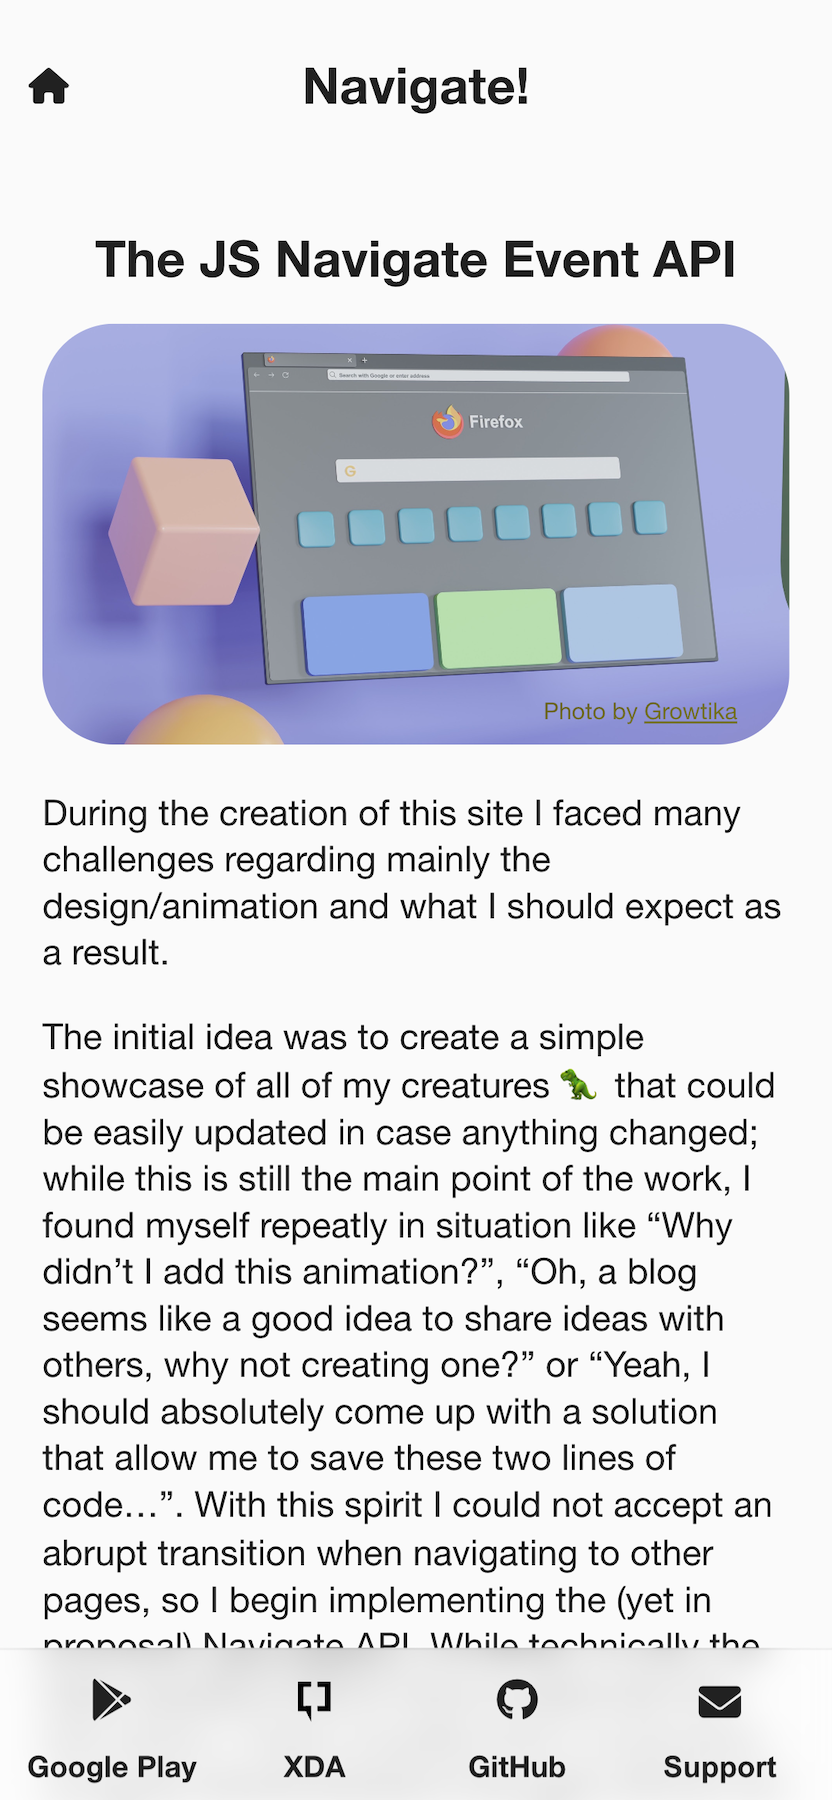 Navigate!
The JS Navigate Event API
Search with Google or enter address
Firefox
G
Photo by Growtika
During the creation of this site I faced many
challenges regarding mainly the
design/animation and what I should expect as
a result.
The initial idea was to create a simple
showcase of all of my creatures 🦖 that could
be easily updated in case anything changed;
while this is still the main point of the work, I
found myself repeatly in situation like “Why
didn’t I add this animation?”, “Oh, a blog
seems like a good idea to share ideas with
others, why not creating one?” or “Yeah, I
should absolutely come up with a solution
that allow me to save these two lines of
code…”. With this spirit I could not accept an
abrupt transition when navigating to other
pages, so I begin implementing the (yet in
proposal) Navigate API. While technically the
Google Play
XDA
GitHub
Support